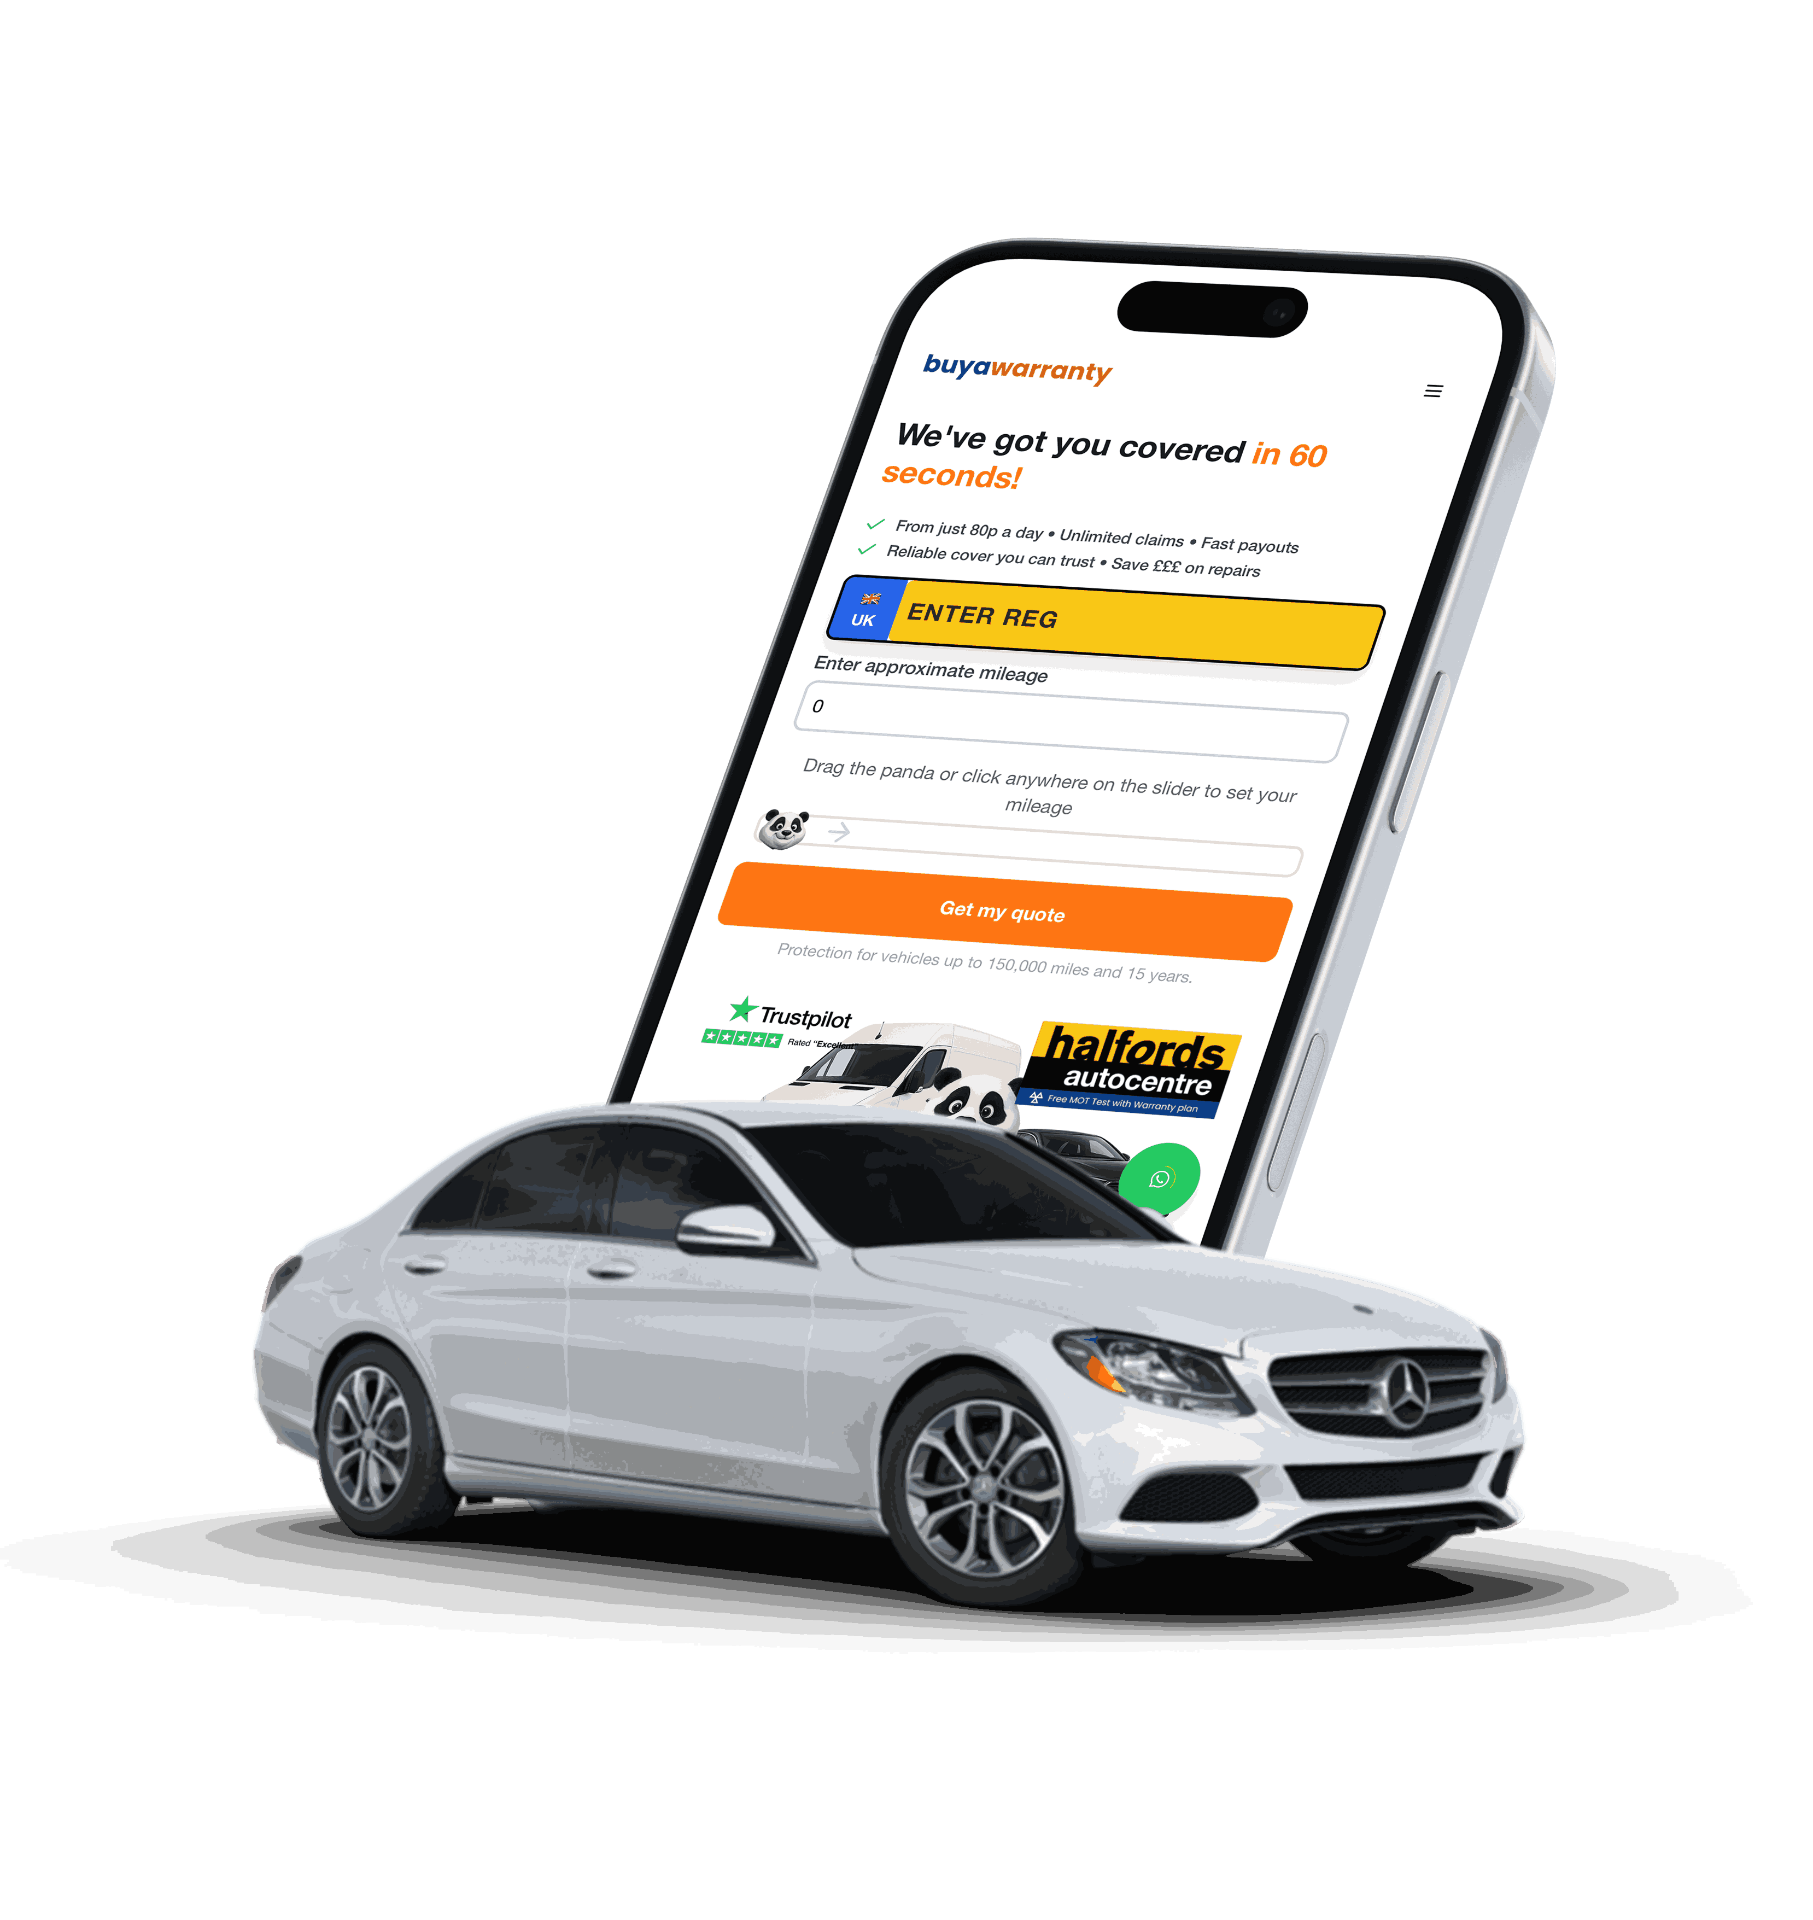 buyawarranty
We've got you covered in 60
seconds!
From just 80p a day • Unlimited claims • Fast payouts
Reliable cover you can trust • Save £££ on repairs
UK
ENTER REG
Enter approximate mileage
0
Drag the panda or click anywhere on the slider to set your
mileage
Get my quote
Protection for vehicles up to 150,000 miles and 15 years.
Trustpilot
Rated "Excellent"
halfords
autocentre
Free MOT Test with Warranty plan